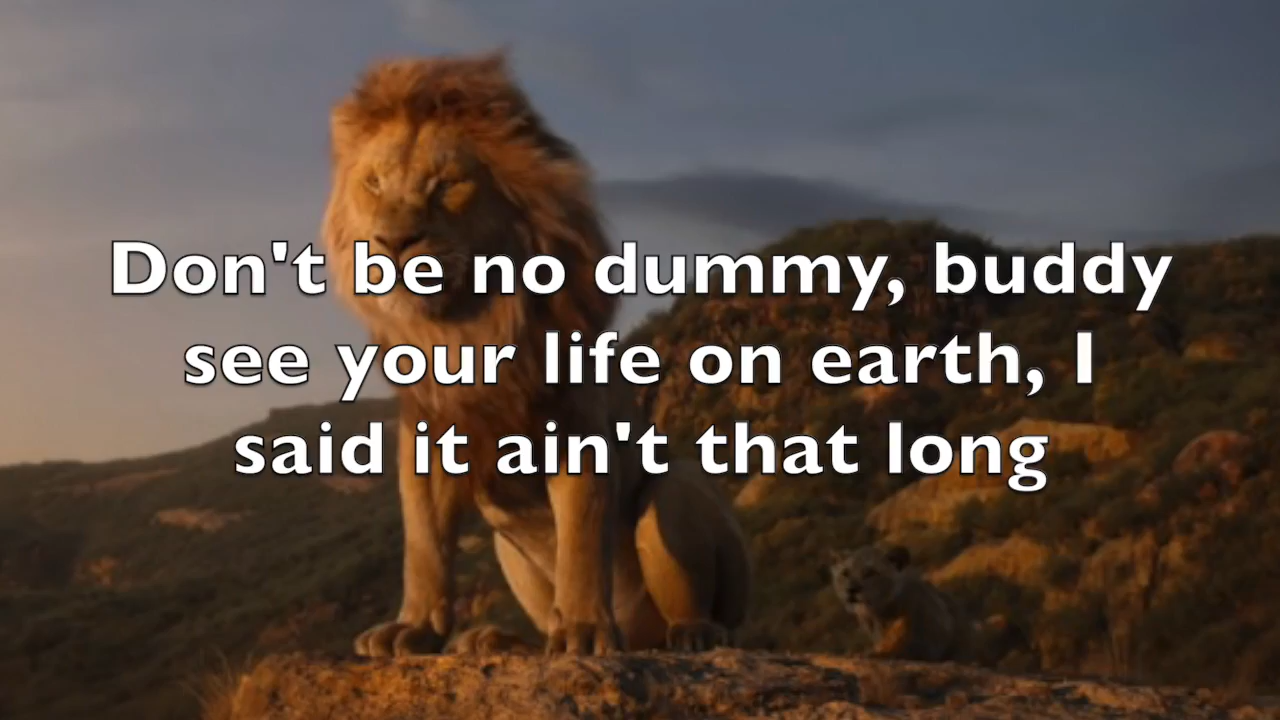 Don't be no dummy, buddy
see your life on earth, I
said it ain't that long